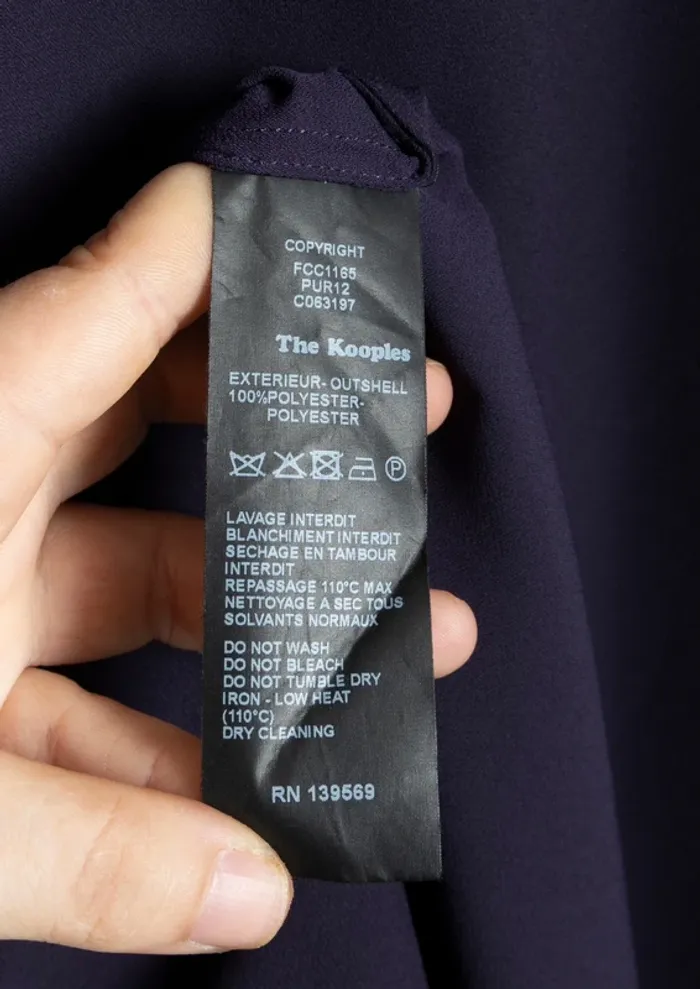 COPYRIGHT
FCC1165
PUR12
C063197
The Kooples
EXTERIEUR- OUTSHELL
100%POLYESTER-
POLYESTER
P
LAVAGE INTERDIT
BLANCHIMENT INTERDIT
SECHAGE EN TAMBOUR
INTERDIT
REPASSAGE 110°C MAX
NETTOYAGE A SEC TOUS
SOLVANTS NORMAUX
DO NOT WASH
DO NOT BLEACH
DO NOT TUMBLE DRY
IRON - LOW HEAT
(110°C)
DRY CLEANING
RN 139569